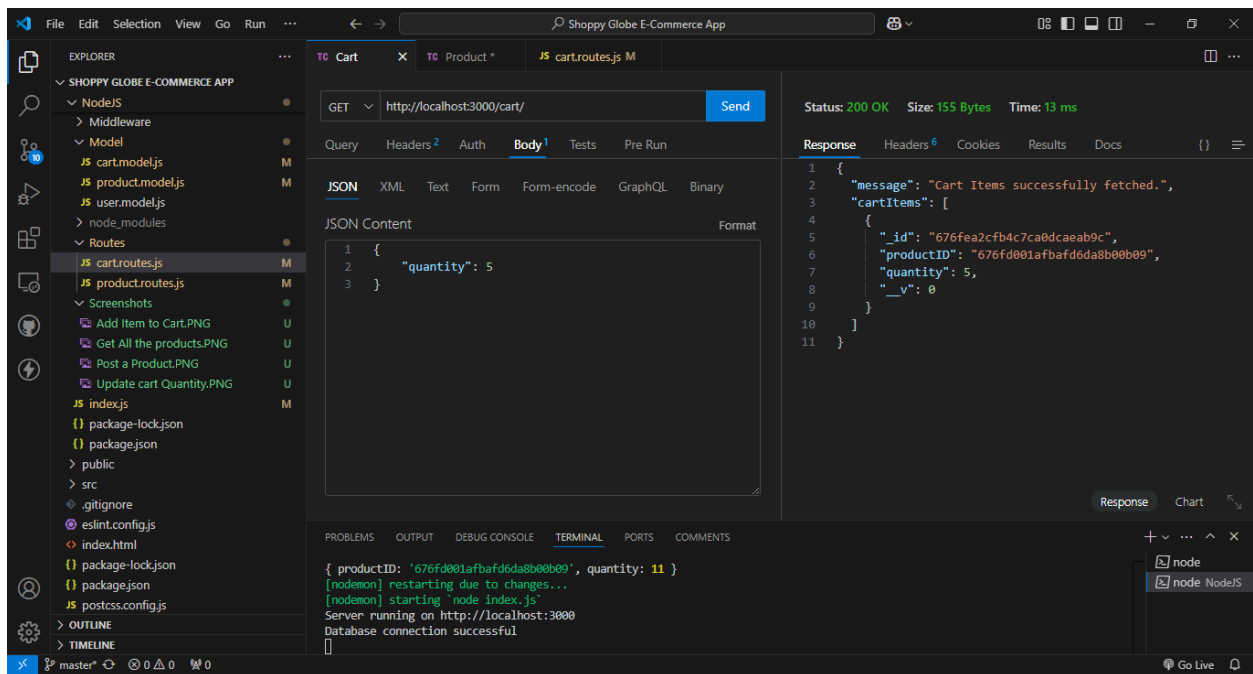 File Edit Selection View Go Run ... Shoppy Globe E-Commerce App
EXPLORER
SHOPPY GLOBE E-COMMERCE APP
NodeJS
Middleware
Model
JS cart.model.js M
JS product.model.js M
JS user.model.js
node_modules
Routes
JS cart.routes.js M
JS product.routes.js M
Screenshots
Add Item to Cart.PNG U
Get All the products.PNG U
Post a Product.PNG U
Update cart Quantity.PNG U
JS index.js M
{} package-lock.json
{} package.json
public
src
.gitignore
eslint.config.js
<> index.html
{} package-lock.json
{} package.json
JS postcss.config.js
OUTLINE
TIMELINE
10
TC Cart TC Product * JS cart.routes.js M
GET http://localhost:3000/cart/ Send
Query Headers 2 Auth Body 1 Tests Pre Run
JSON XML Text Form Form-encode GraphQL Binary
JSON Content Format
1 {
2 "quantity": 5
3 }
Status: 200 OK Size: 155 Bytes Time: 13 ms
Response Headers 6 Cookies Results Docs {}
1 {
2 "message": "Cart Items successfully fetched.",
3 "cartItems": [
4 {
5 "_id": "676fea2cfb4c7ca0dcaeab9c",
6 "productID": "676fd001afbafd6da8b00b09",
7 "quantity": 5,
8 "__v": 0
9 }
10 ]
11 }
Response Chart
PROBLEMS OUTPUT DEBUG CONSOLE TERMINAL PORTS COMMENTS
{ productID: '676fd001afbafd6da8b00b09', quantity: 11 }
[nodemon] restarting due to changes...
[nodemon] starting `node index.js`
Server running on http://localhost:3000
Database connection successful
node
node NodeJS
master* 0 0 0 Go Live